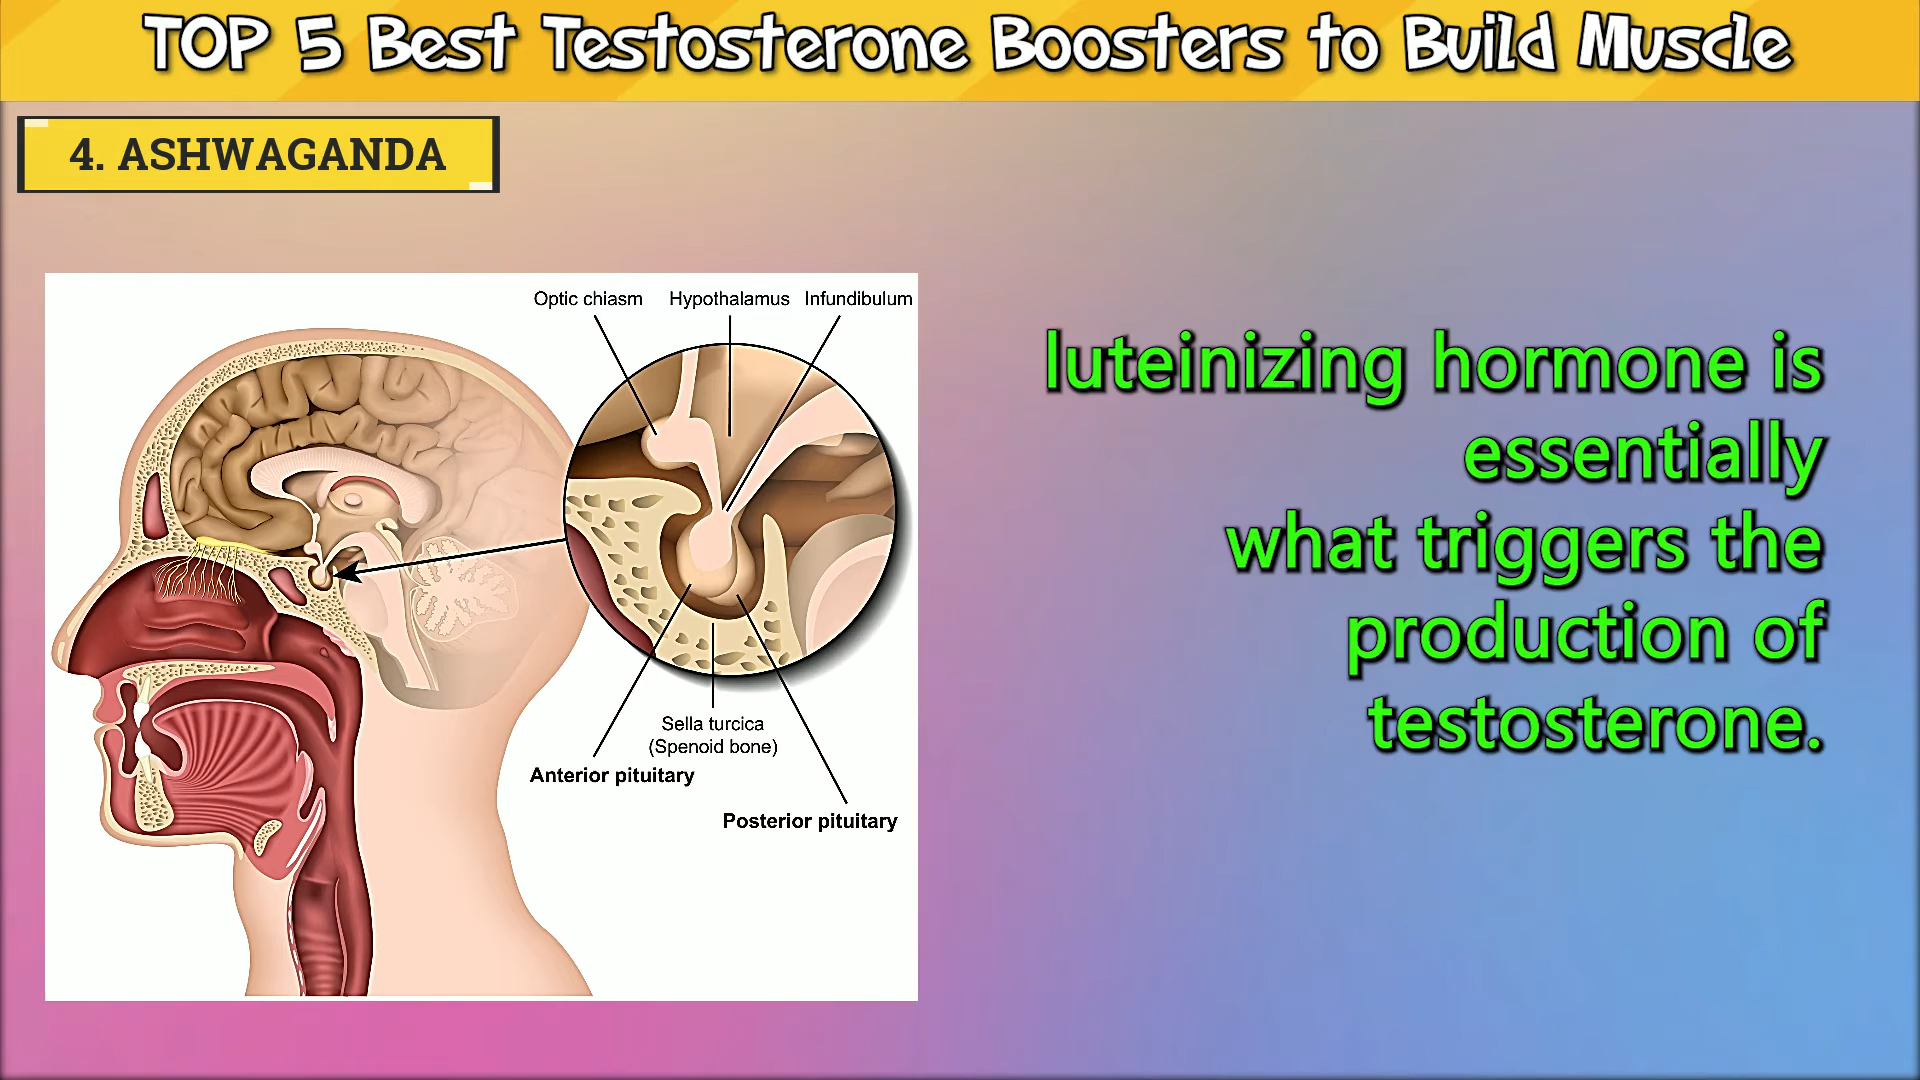 TOP 5 Best Testosterone Boosters to Build Muscle
4. ASHWAGANDA
Optic chiasm Hypothalamus Infundibulum
luteinizing hormone is
essentially
what triggers the
production of
testosterone.
Sella turcica
(Spenoid bone)
Anterior pituitary
Posterior pituitary